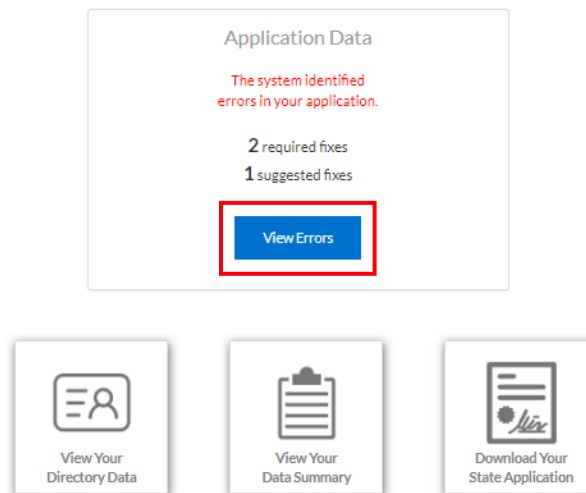 Application Data
The system identified
errors in your application.
2 required fixes
1 suggested fixes
View Errors
View Your
Directory Data
View Your
Data Summary
Download Your
State Application